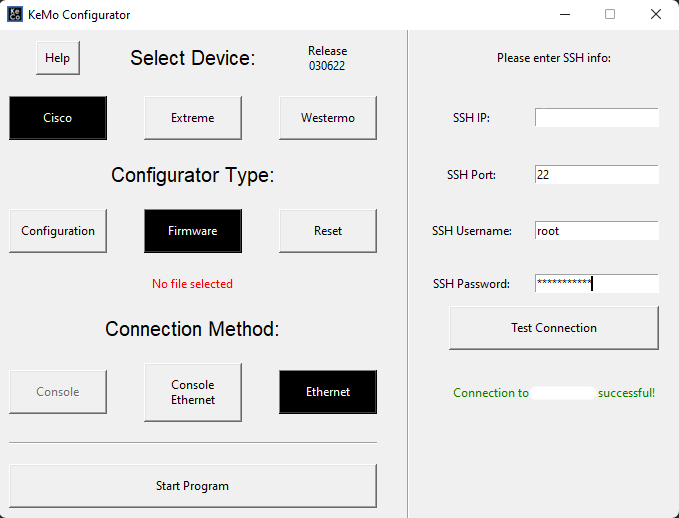 KeCo KeMo Configurator
Help
Select Device:
Release
030622
Cisco
Extreme
Westermo
Configurator Type:
Configuration
Firmware
Reset
No file selected
Connection Method:
Console
Console
Ethernet
Ethernet
Start Program
Please enter SSH info:
SSH IP:
SSH Port:
22
SSH Username:
root
SSH Password:
***********
Test Connection
Connection to successful!